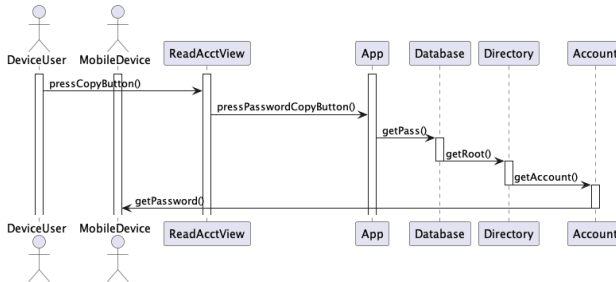 DeviceUser MobileDevice ReadAcctView App Database Directory Account
pressCopyButton()
pressPasswordCopyButton()
getPass()
getRoot()
getAccount()
getPassword()
DeviceUser MobileDevice ReadAcctView App Database Directory Account